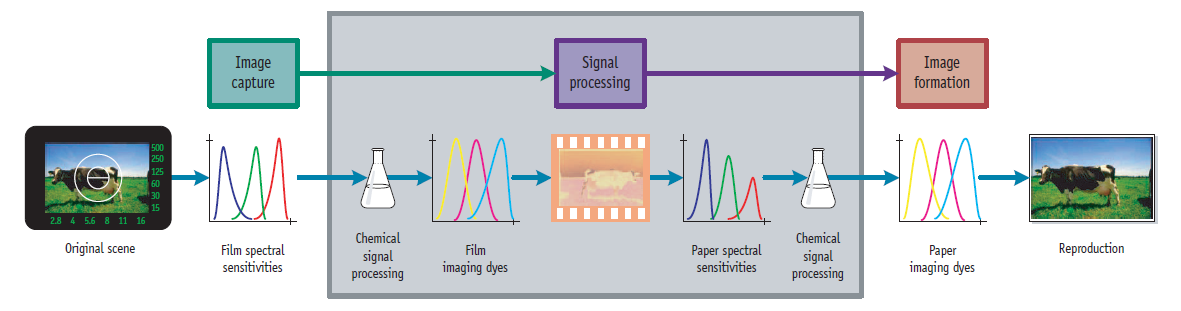 Image
capture
Signal
processing
Image
formation
500
250
125
60
30
15
2.8 4 5.6 8 11 16
Original scene
Film spectral
sensitivities
Chemical
signal
processing
Film
imaging dyes
Paper spectral
sensitivities
Chemical
signal
processing
Paper
imaging dyes
Reproduction